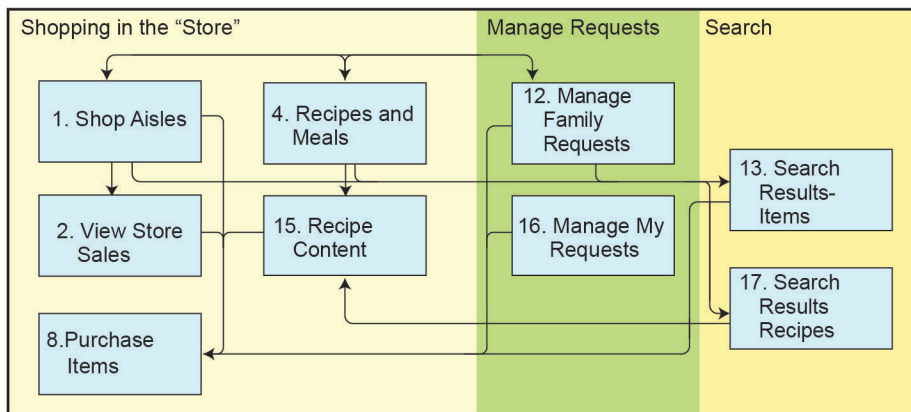 Shopping in the “Store”
Manage Requests
Search
1. Shop Aisles
4. Recipes and
Meals
12. Manage
Family
Requests
13. Search
Results-
Items
2. View Store
Sales
15. Recipe
Content
16. Manage My
Requests
17. Search
Results
Recipes
8.Purchase
Items